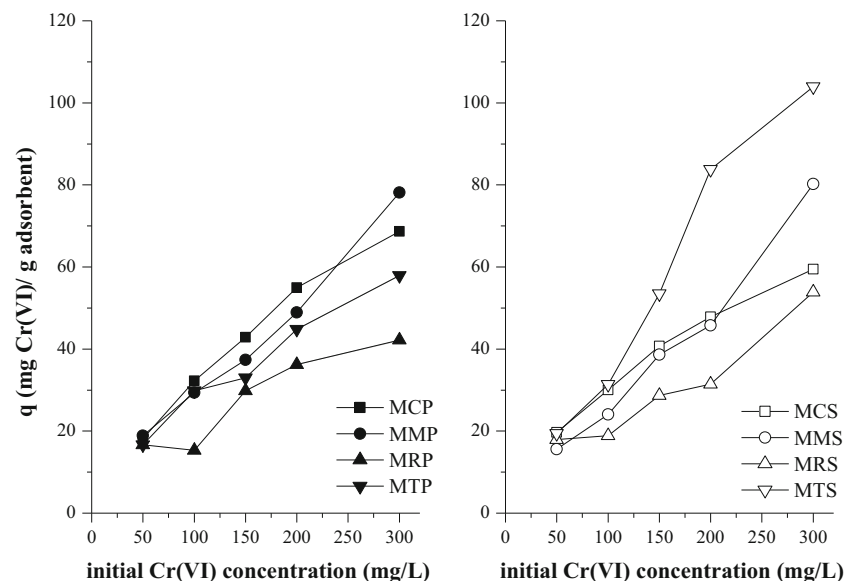 120
100
80
60
40
20
0
q (mg Cr(VI)/ g adsorbent)
0 50 100 150 200 250 300
initial Cr(VI) concentration (mg/L)
MCP
MMP
MRP
MTP
120
100
80
60
40
20
0
0 50 100 150 200 250 300
initial Cr(VI) concentration (mg/L)
MCS
MMS
MRS
MTS